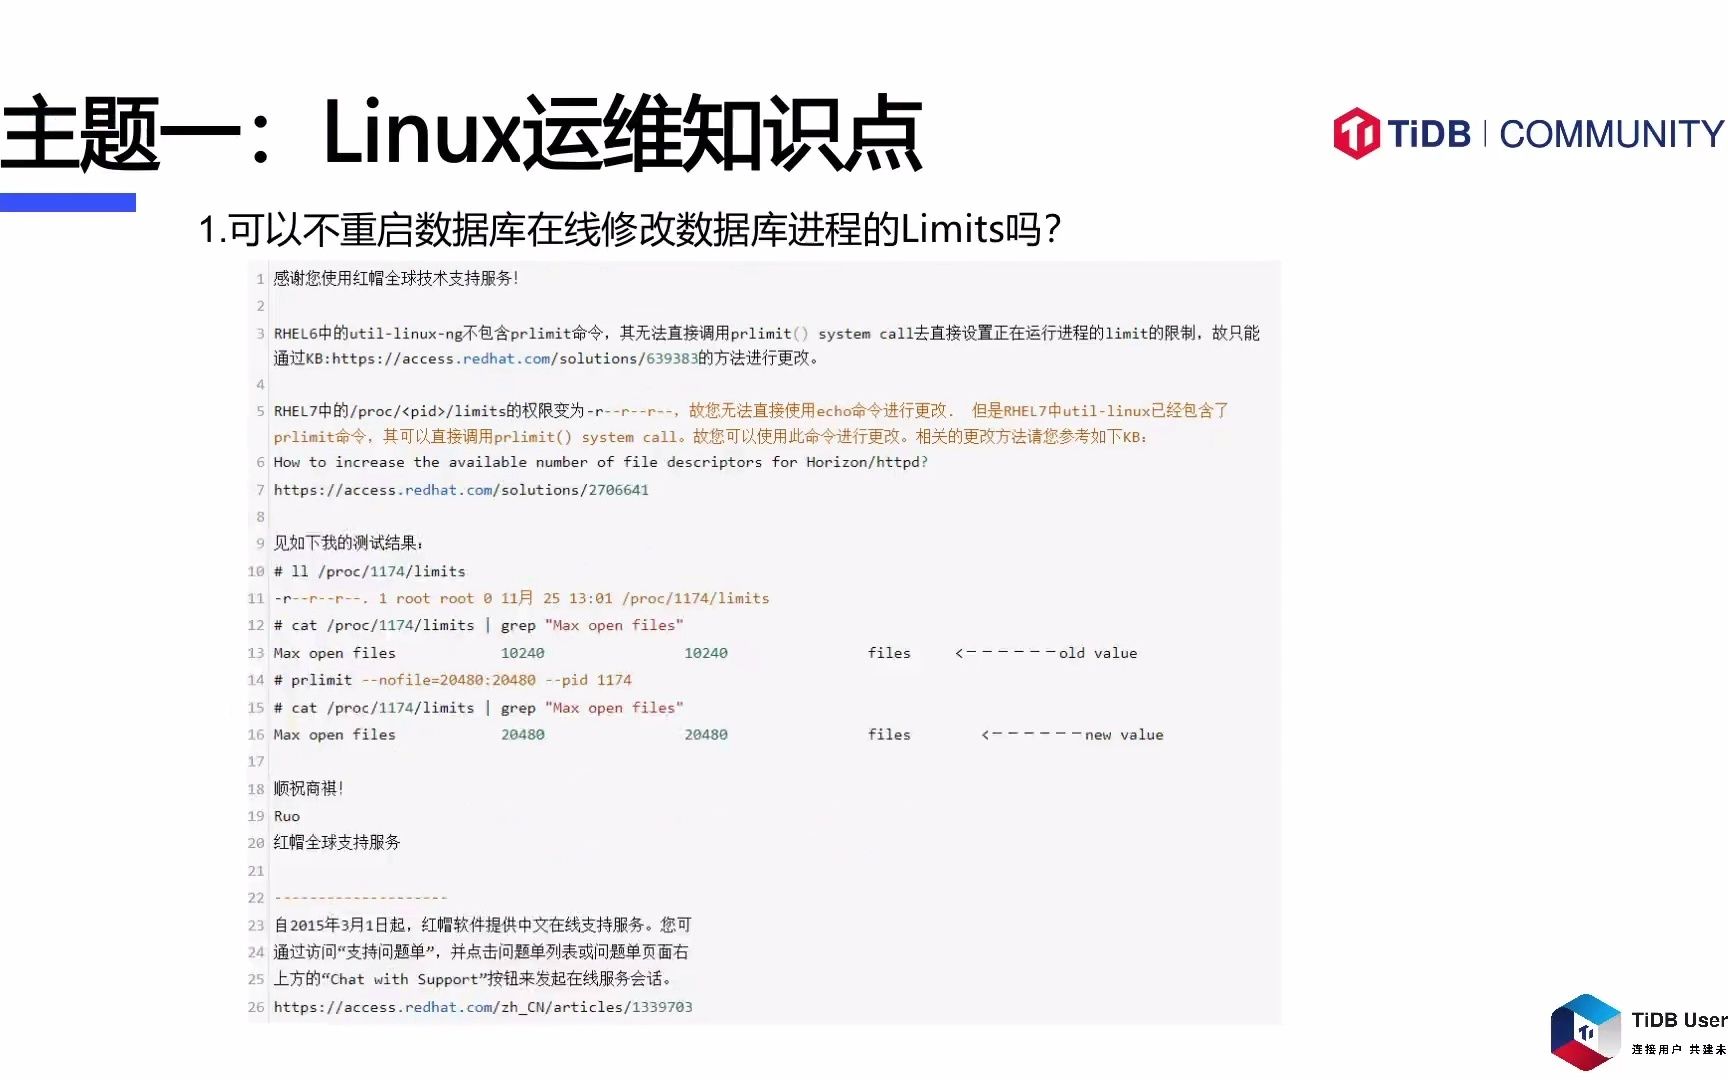 主题一：Linux运维知识点
TiDB | COMMUNITY
1.可以不重启数据库在线修改数据库进程的Limits吗？
1 感谢您使用红帽全球技术支持服务！
2
3 RHEL6中的util-linux-ng不包含prlimit命令，其无法直接调用prlimit() system call去直接设置正在运行进程的limit的限制，故只能
通过KB:https://access.redhat.com/solutions/639383的方法进行更改。
4
5 RHEL7中的/proc/<pid>/limits的权限变为-r--r--r--，故您无法直接使用echo命令进行更改． 但是RHEL7中util-linux已经包含了
prlimit命令，其可以直接调用prlimit() system call。故您可以使用此命令进行更改。相关的更改方法请您参考如下KB：
6 How to increase the available number of file descriptors for Horizon/httpd?
7 https://access.redhat.com/solutions/2706641
8
9 见如下我的测试结果：
10 # ll /proc/1174/limits
11 -r--r--r--. 1 root root 0 11月 25 13:01 /proc/1174/limits
12 # cat /proc/1174/limits | grep "Max open files"
13 Max open files 10240 10240 files <------old value
14 # prlimit --nofile=20480:20480 --pid 1174
15 # cat /proc/1174/limits | grep "Max open files"
16 Max open files 20480 20480 files <------new value
17
18 顺祝商祺！
19 Ruo
20 红帽全球支持服务
21
22 --------------------
23 自2015年3月1日起，红帽软件提供中文在线支持服务。您可
24 通过访问“支持问题单”，并点击问题单列表或问题单页面右
25 上方的“Chat with Support”按钮来发起在线服务会话。
26 https://access.redhat.com/zh_CN/articles/1339703
TiDB User
连接用户 共建未